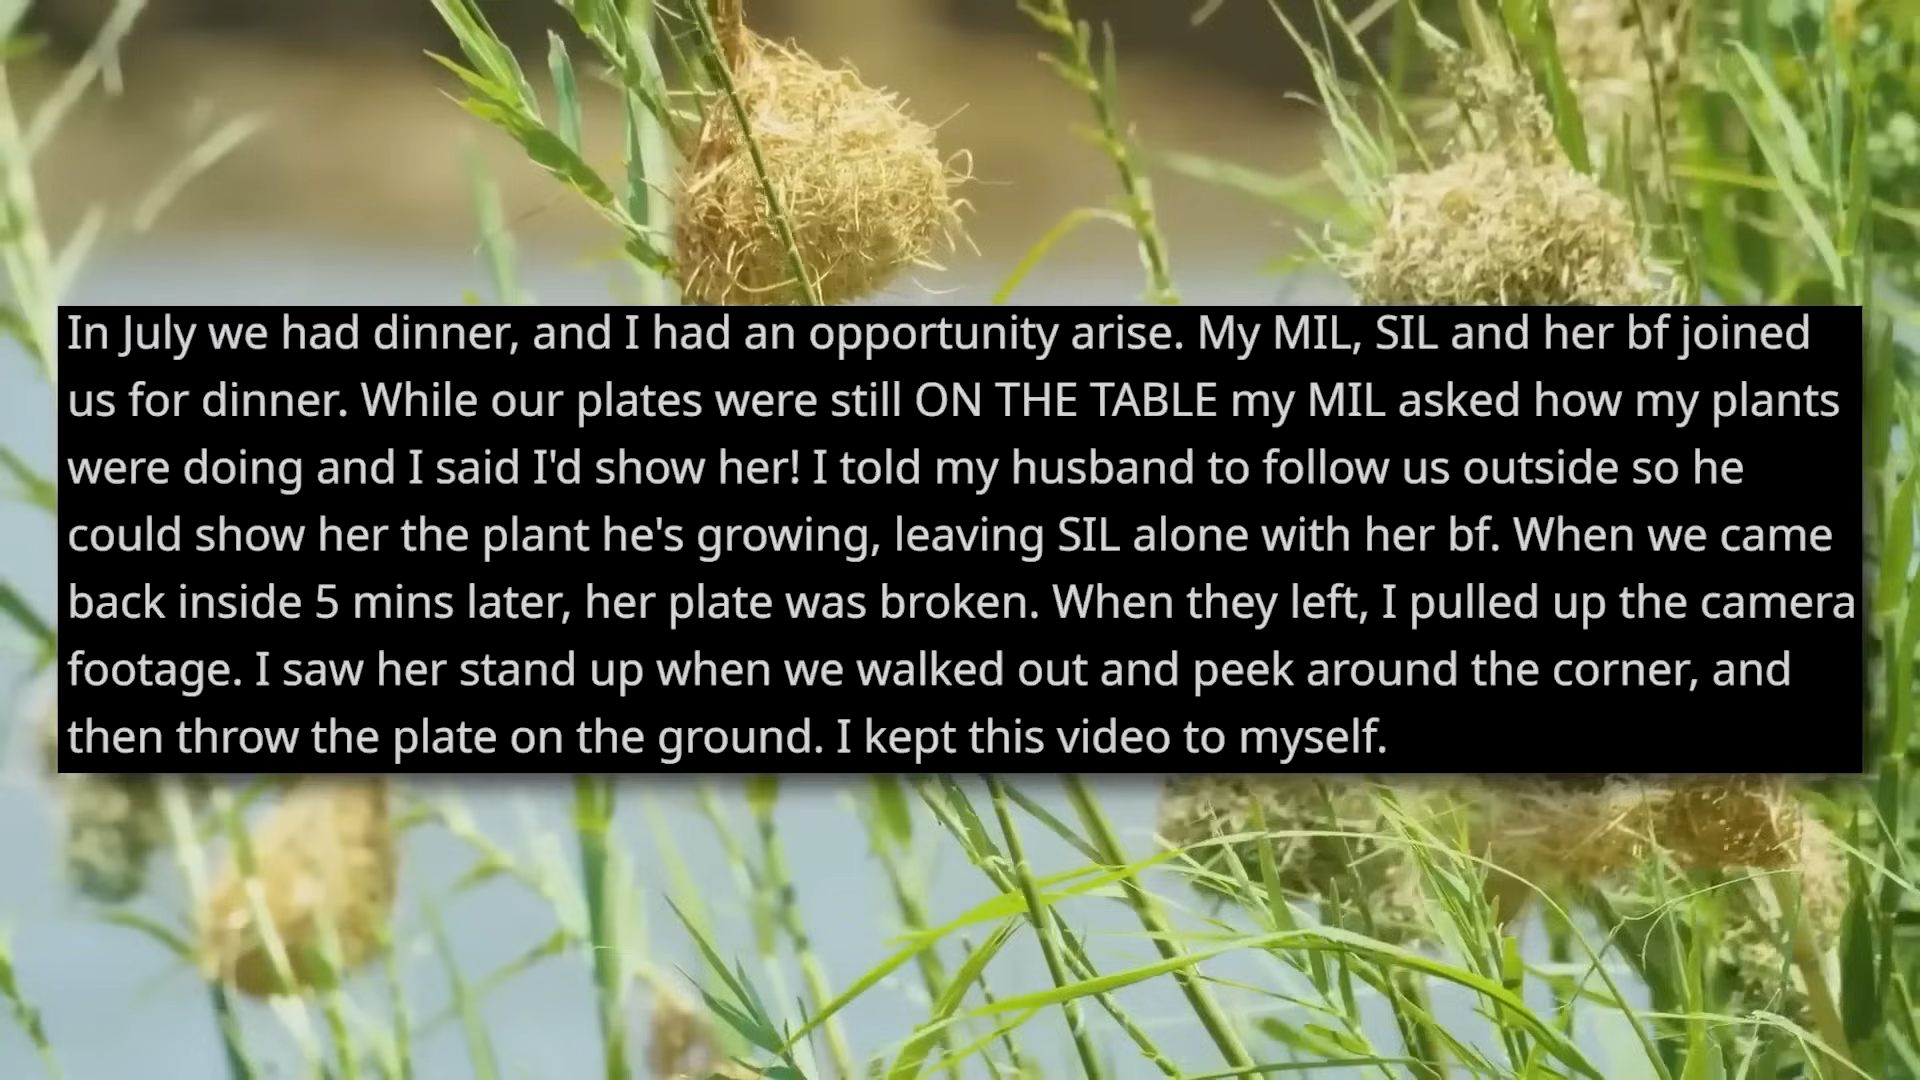 In July we had dinner, and I had an opportunity arise. My MIL, SIL and her bf joined
us for dinner. While our plates were still ON THE TABLE my MIL asked how my plants
were doing and I said I'd show her! I told my husband to follow us outside so he
could show her the plant he's growing, leaving SIL alone with her bf. When we came
back inside 5 mins later, her plate was broken. When they left, I pulled up the camera
footage. I saw her stand up when we walked out and peek around the corner, and
then throw the plate on the ground. I kept this video to myself.